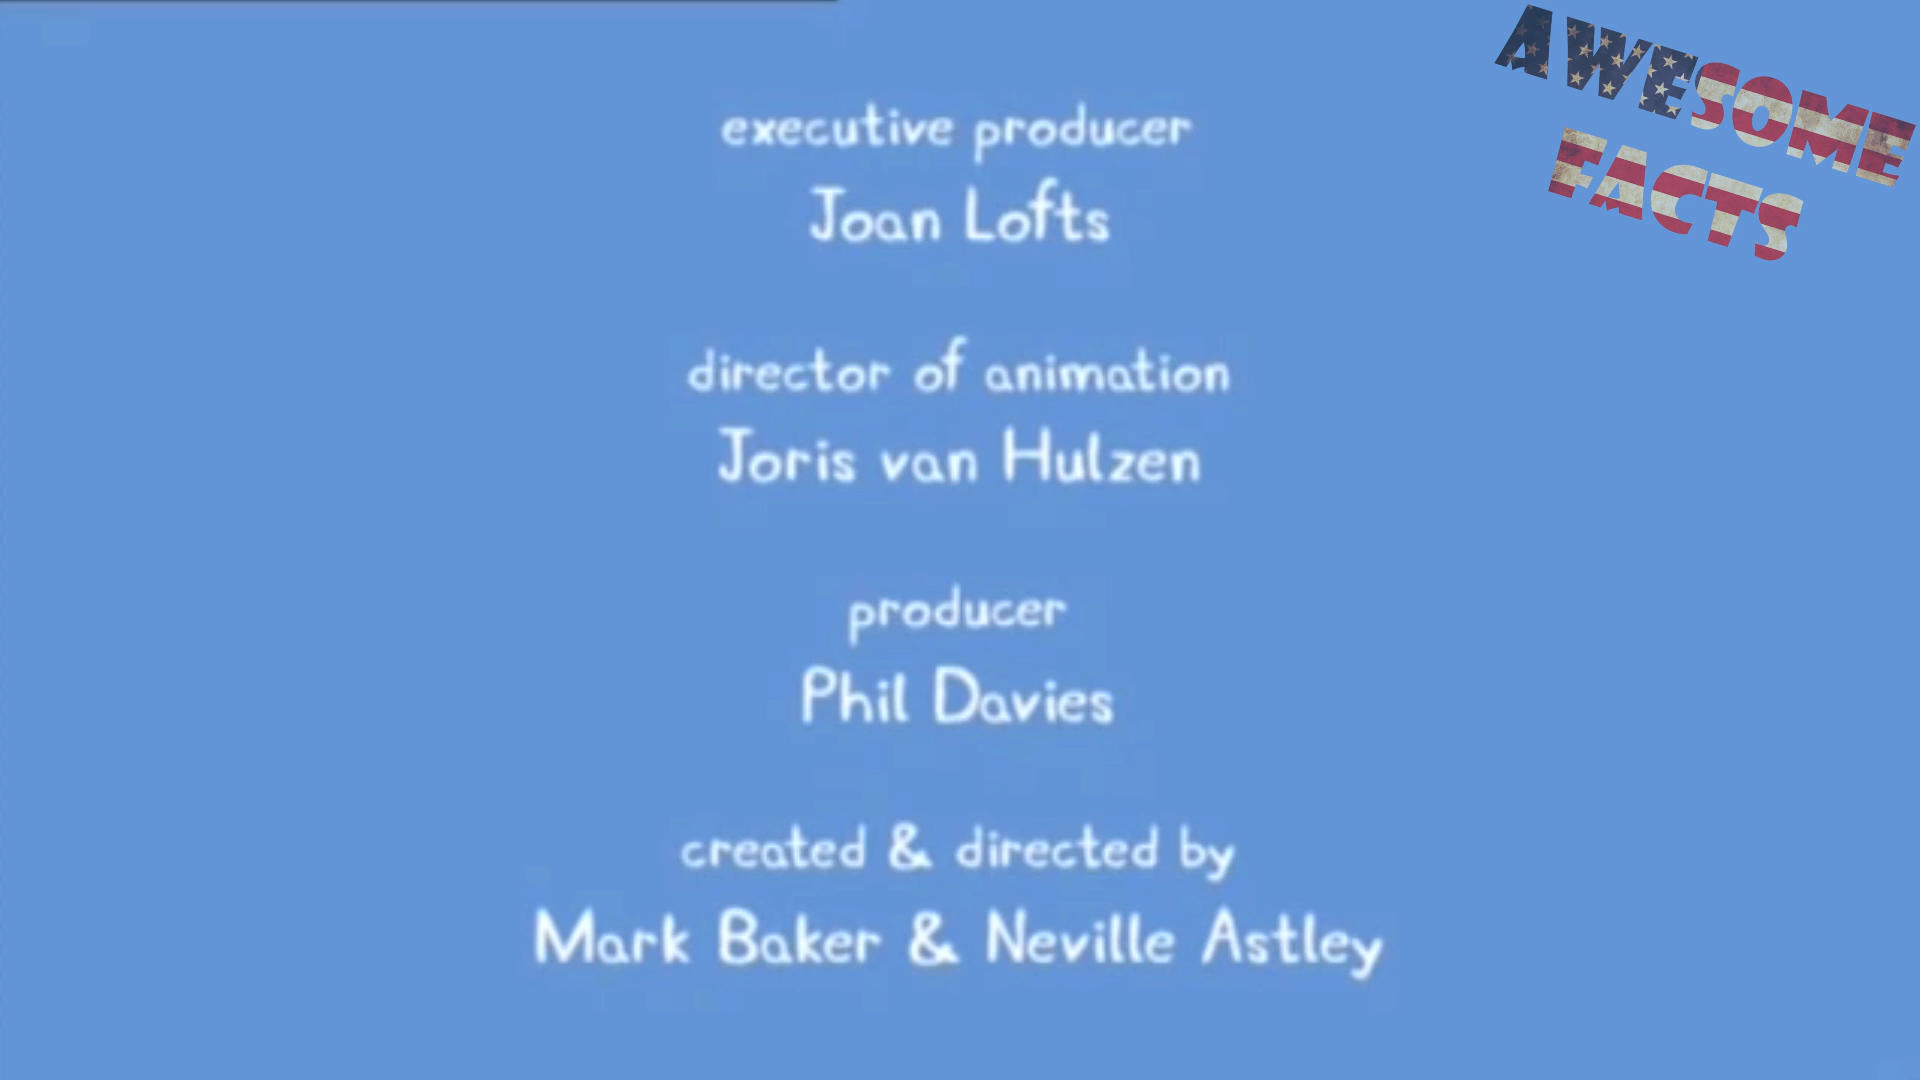 executive producer
Joan Lofts
director of animation
Joris van Hulzen
producer
Phil Davies
created & directed by
Mark Baker & Neville Astley
AWESOME
FACTS